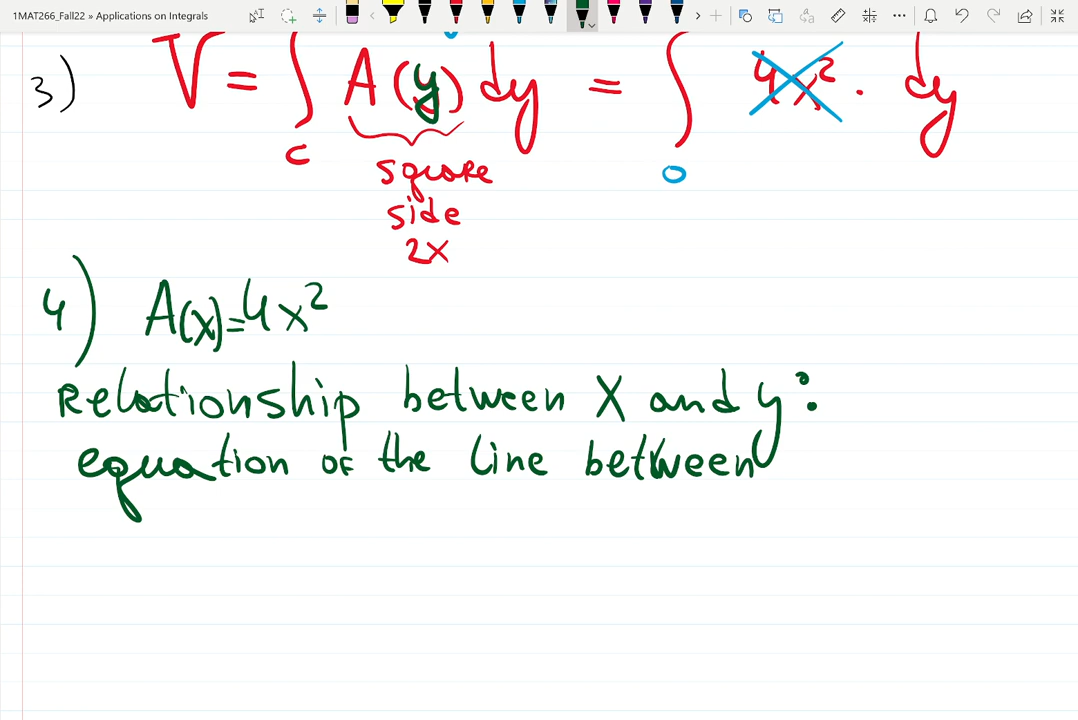 1MAT266_Fall22 » Applications on Integrals
3) V = ∫ A(y) dy = ∫ 4x² · dy
c
0
square
side
2x
4) A(x)=4x²
Relationship between x and y:
equation of the line between